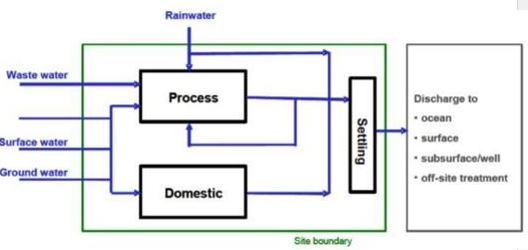 Rainwater
Waste water
Process
Surface water
Ground water
Domestic
Settling
Discharge to
• ocean
• surface
• subsurface/well
• off-site treatment
Site boundary